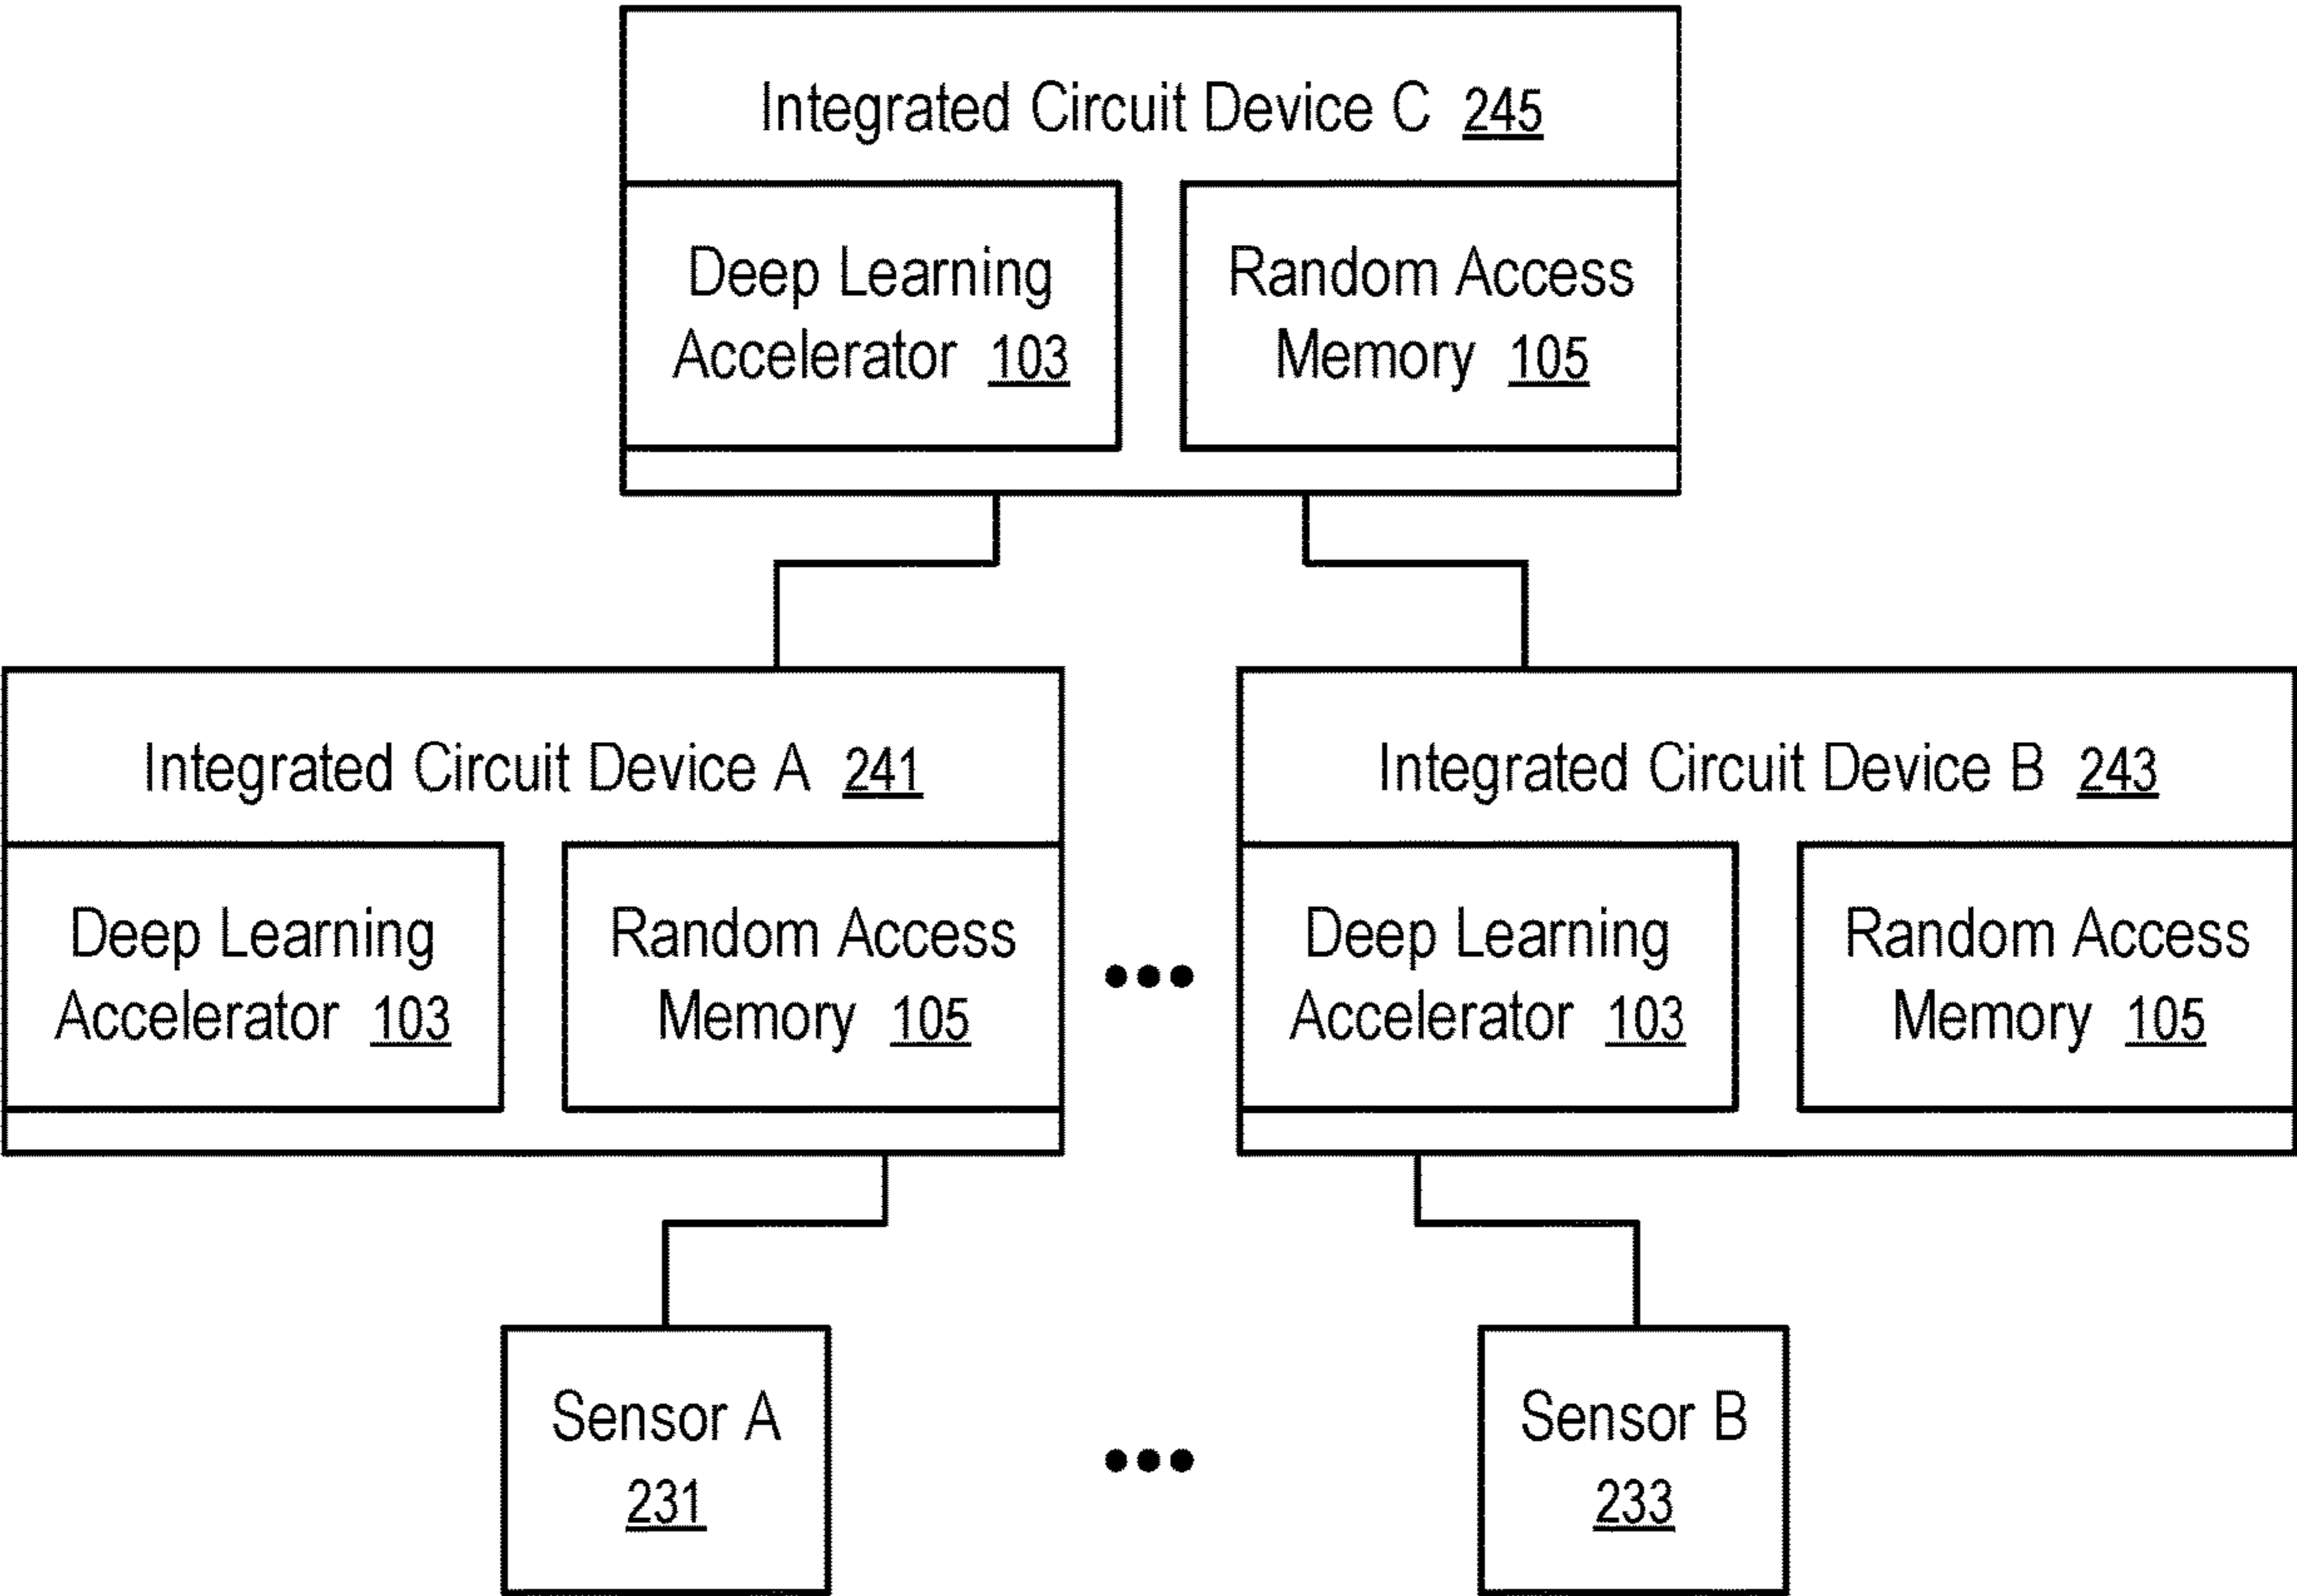 Integrated Circuit Device C 245
Deep Learning
Accelerator 103
Random Access
Memory 105
Integrated Circuit Device A 241
Deep Learning
Accelerator 103
Random Access
Memory 105
Integrated Circuit Device B 243
Deep Learning
Accelerator 103
Random Access
Memory 105
Sensor A
231
Sensor B
233